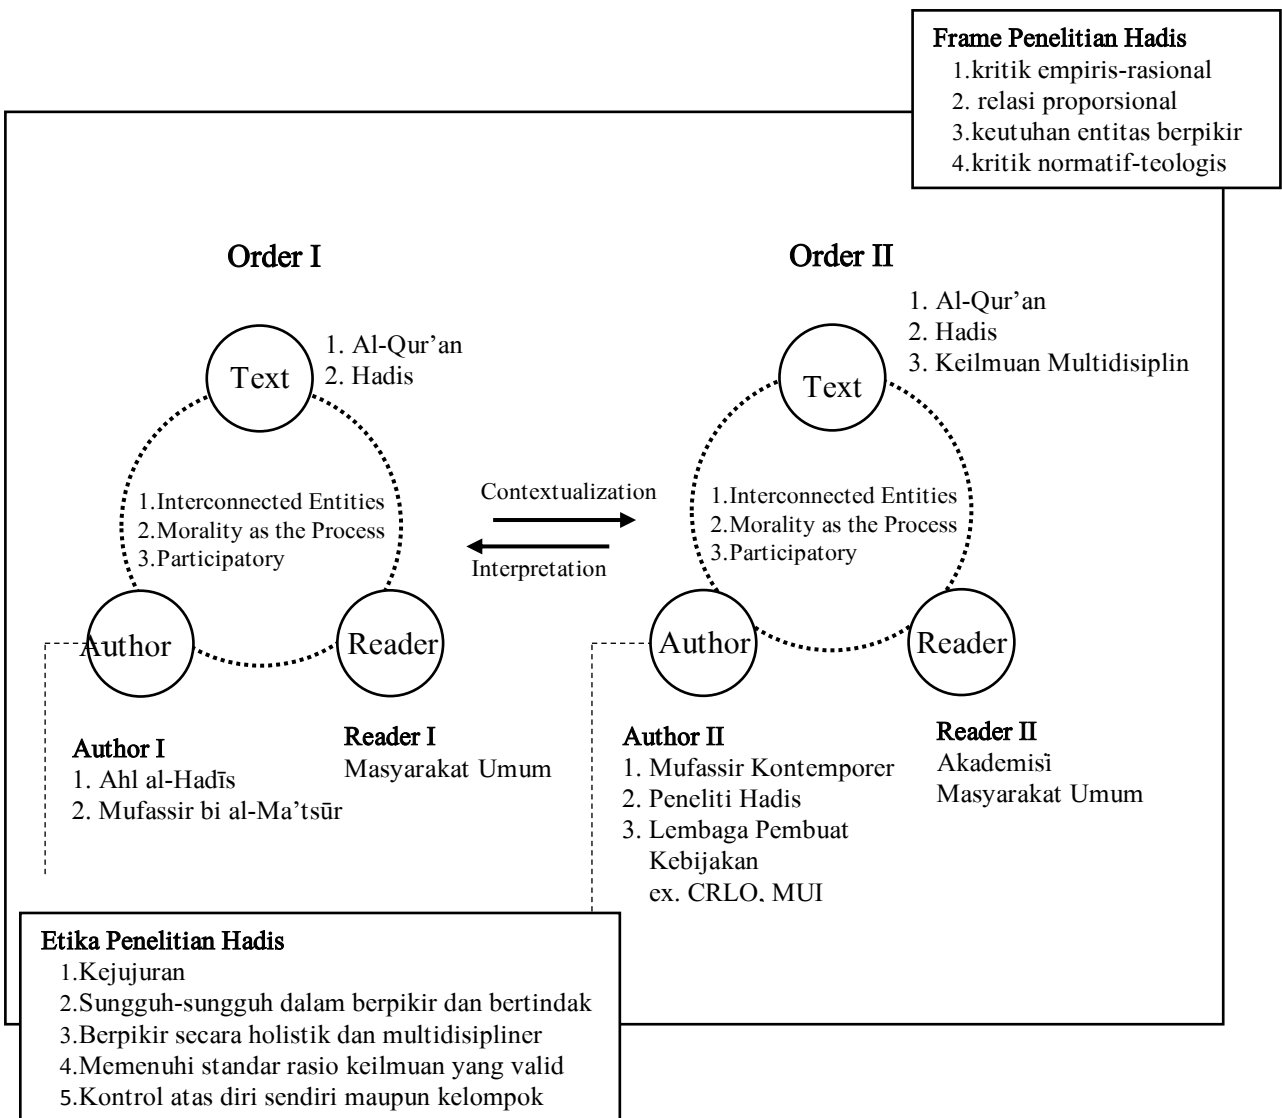 Frame Penelitian Hadis
1.kritik empiris-rasional
2. relasi proporsional
3.keutuhan entitas berpikir
4.kritik normatif-teologis
Order I
Text
1. Al-Qur’an
2. Hadis
1.Interconnected Entities
2.Morality as the Process
3.Participatory
Author
Reader
Author I
1. Ahl al-Hadīs
2. Mufassir bi al-Ma’tsūr
Reader I
Masyarakat Umum
Contextualization
Interpretation
Order II
Text
1. Al-Qur’an
2. Hadis
3. Keilmuan Multidisiplin
1.Interconnected Entities
2.Morality as the Process
3.Participatory
Author
Reader
Author II
1. Mufassir Kontemporer
2. Peneliti Hadis
3. Lembaga Pembuat
Kebijakan
ex. CRLO, MUI
Reader II
Akademisi
Masyarakat Umum
Etika Penelitian Hadis
1.Kejujuran
2.Sungguh-sungguh dalam berpikir dan bertindak
3.Berpikir secara holistik dan multidisipliner
4.Memenuhi standar rasio keilmuan yang valid
5.Kontrol atas diri sendiri maupun kelompok